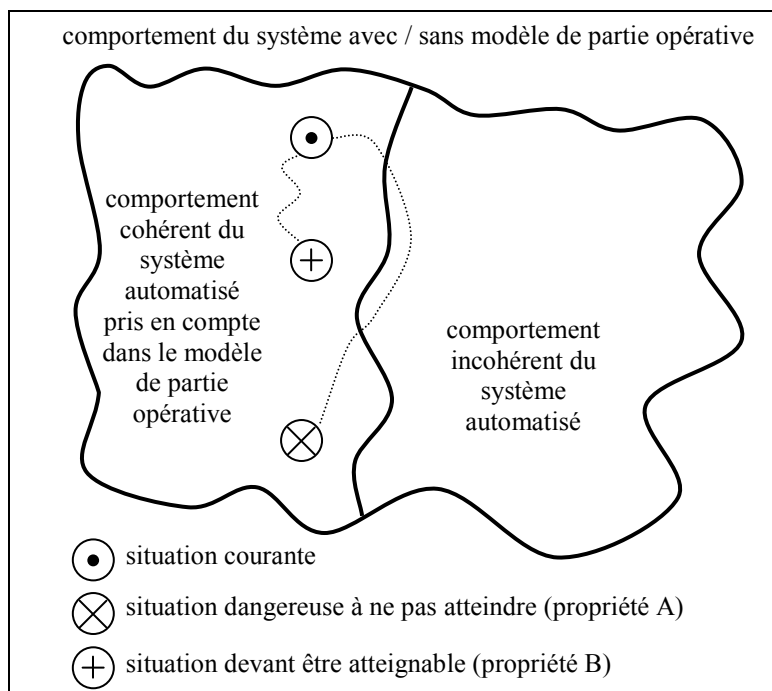 comportement du système avec / sans modèle de partie opérative
comportement
cohérent du
système
automatisé
pris en compte
dans le modèle
de partie
opérative
comportement
incohérent du
système
automatisé
situation courante
situation dangereuse à ne pas atteindre (propriété A)
situation devant être atteignable (propriété B)